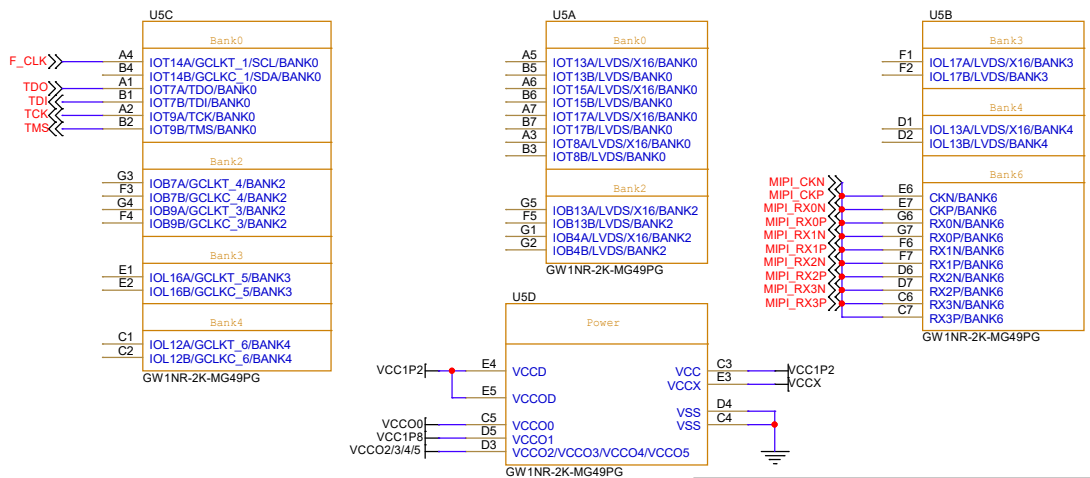 U5C
Bank0
F_CLK
A4 IOT14A/GCLKT_1/SCL/BANK0
B4 IOT14B/GCLKC_1/SDA/BANK0
TDO A1 IOT7A/TDO/BANK0
TDI B1 IOT7B/TDI/BANK0
TCK A2 IOT9A/TCK/BANK0
TMS B2 IOT9B/TMS/BANK0
Bank2
G3 IOB7A/GCLKT_4/BANK2
F3 IOB7B/GCLKC_4/BANK2
G4 IOB9A/GCLKT_3/BANK2
F4 IOB9B/GCLKC_3/BANK2
Bank3
E1 IOL16A/GCLKT_5/BANK3
E2 IOL16B/GCLKC_5/BANK3
Bank4
C1 IOL12A/GCLKT_6/BANK4
C2 IOL12B/GCLKC_6/BANK4
GW1NR-2K-MG49PG
U5A
Bank0
A5 IOT13A/LVDS/X16/BANK0
B5 IOT13B/LVDS/BANK0
A6 IOT15A/LVDS/X16/BANK0
B6 IOT15B/LVDS/BANK0
A7 IOT17A/LVDS/X16/BANK0
B7 IOT17B/LVDS/BANK0
A3 IOT8A/LVDS/X16/BANK0
B3 IOT8B/LVDS/BANK0
Bank2
G5 IOB13A/LVDS/X16/BANK2
F5 IOB13B/LVDS/BANK2
G1 IOB4A/LVDS/X16/BANK2
G2 IOB4B/LVDS/BANK2
GW1NR-2K-MG49PG
U5B
Bank3
F1 IOL17A/LVDS/X16/BANK3
F2 IOL17B/LVDS/BANK3
Bank4
D1 IOL13A/LVDS/X16/BANK4
D2 IOL13B/LVDS/BANK4
Bank6
MIPI_CKN
MIPI_CKP E6 CKN/BANK6
MIPI_RX0N E7 CKP/BANK6
MIPI_RX0P G6 RX0N/BANK6
MIPI_RX1N G7 RX0P/BANK6
MIPI_RX1P F6 RX1N/BANK6
MIPI_RX2N F7 RX1P/BANK6
MIPI_RX2P D6 RX2N/BANK6
MIPI_RX3N D7 RX2P/BANK6
MIPI_RX3P C6 RX3N/BANK6
C7 RX3P/BANK6
GW1NR-2K-MG49PG
U5D
Power
VCC1P2 E4 VCCD
E5 VCCOD
VCCO0 C5 VCCO0
VCC1P8 D5 VCCO1
VCCO2/3/4/5 D3 VCCO2/VCCO3/VCCO4/VCCO5
VCC C3 VCC1P2
VCCX E3 VCCX
VSS D4
VSS C4
GW1NR-2K-MG49PG